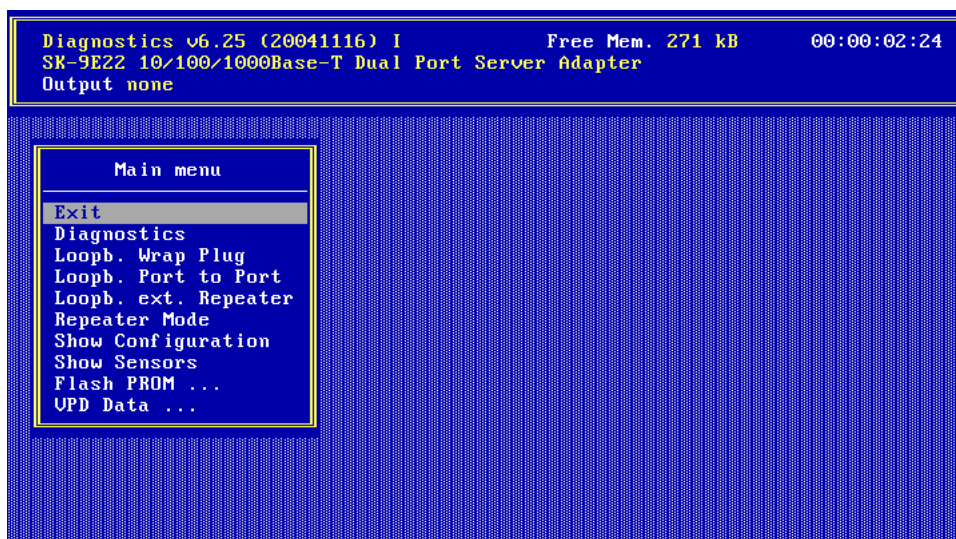 Diagnostics v6.25 (20041116) I Free Mem. 271 kB 00:00:02:24
SK-9E22 10/100/1000Base-T Dual Port Server Adapter
Output none
Main menu
Exit
Diagnostics
Loopb. Wrap Plug
Loopb. Port to Port
Loopb. ext. Repeater
Repeater Mode
Show Configuration
Show Sensors
Flash PROM ...
VPD Data ...